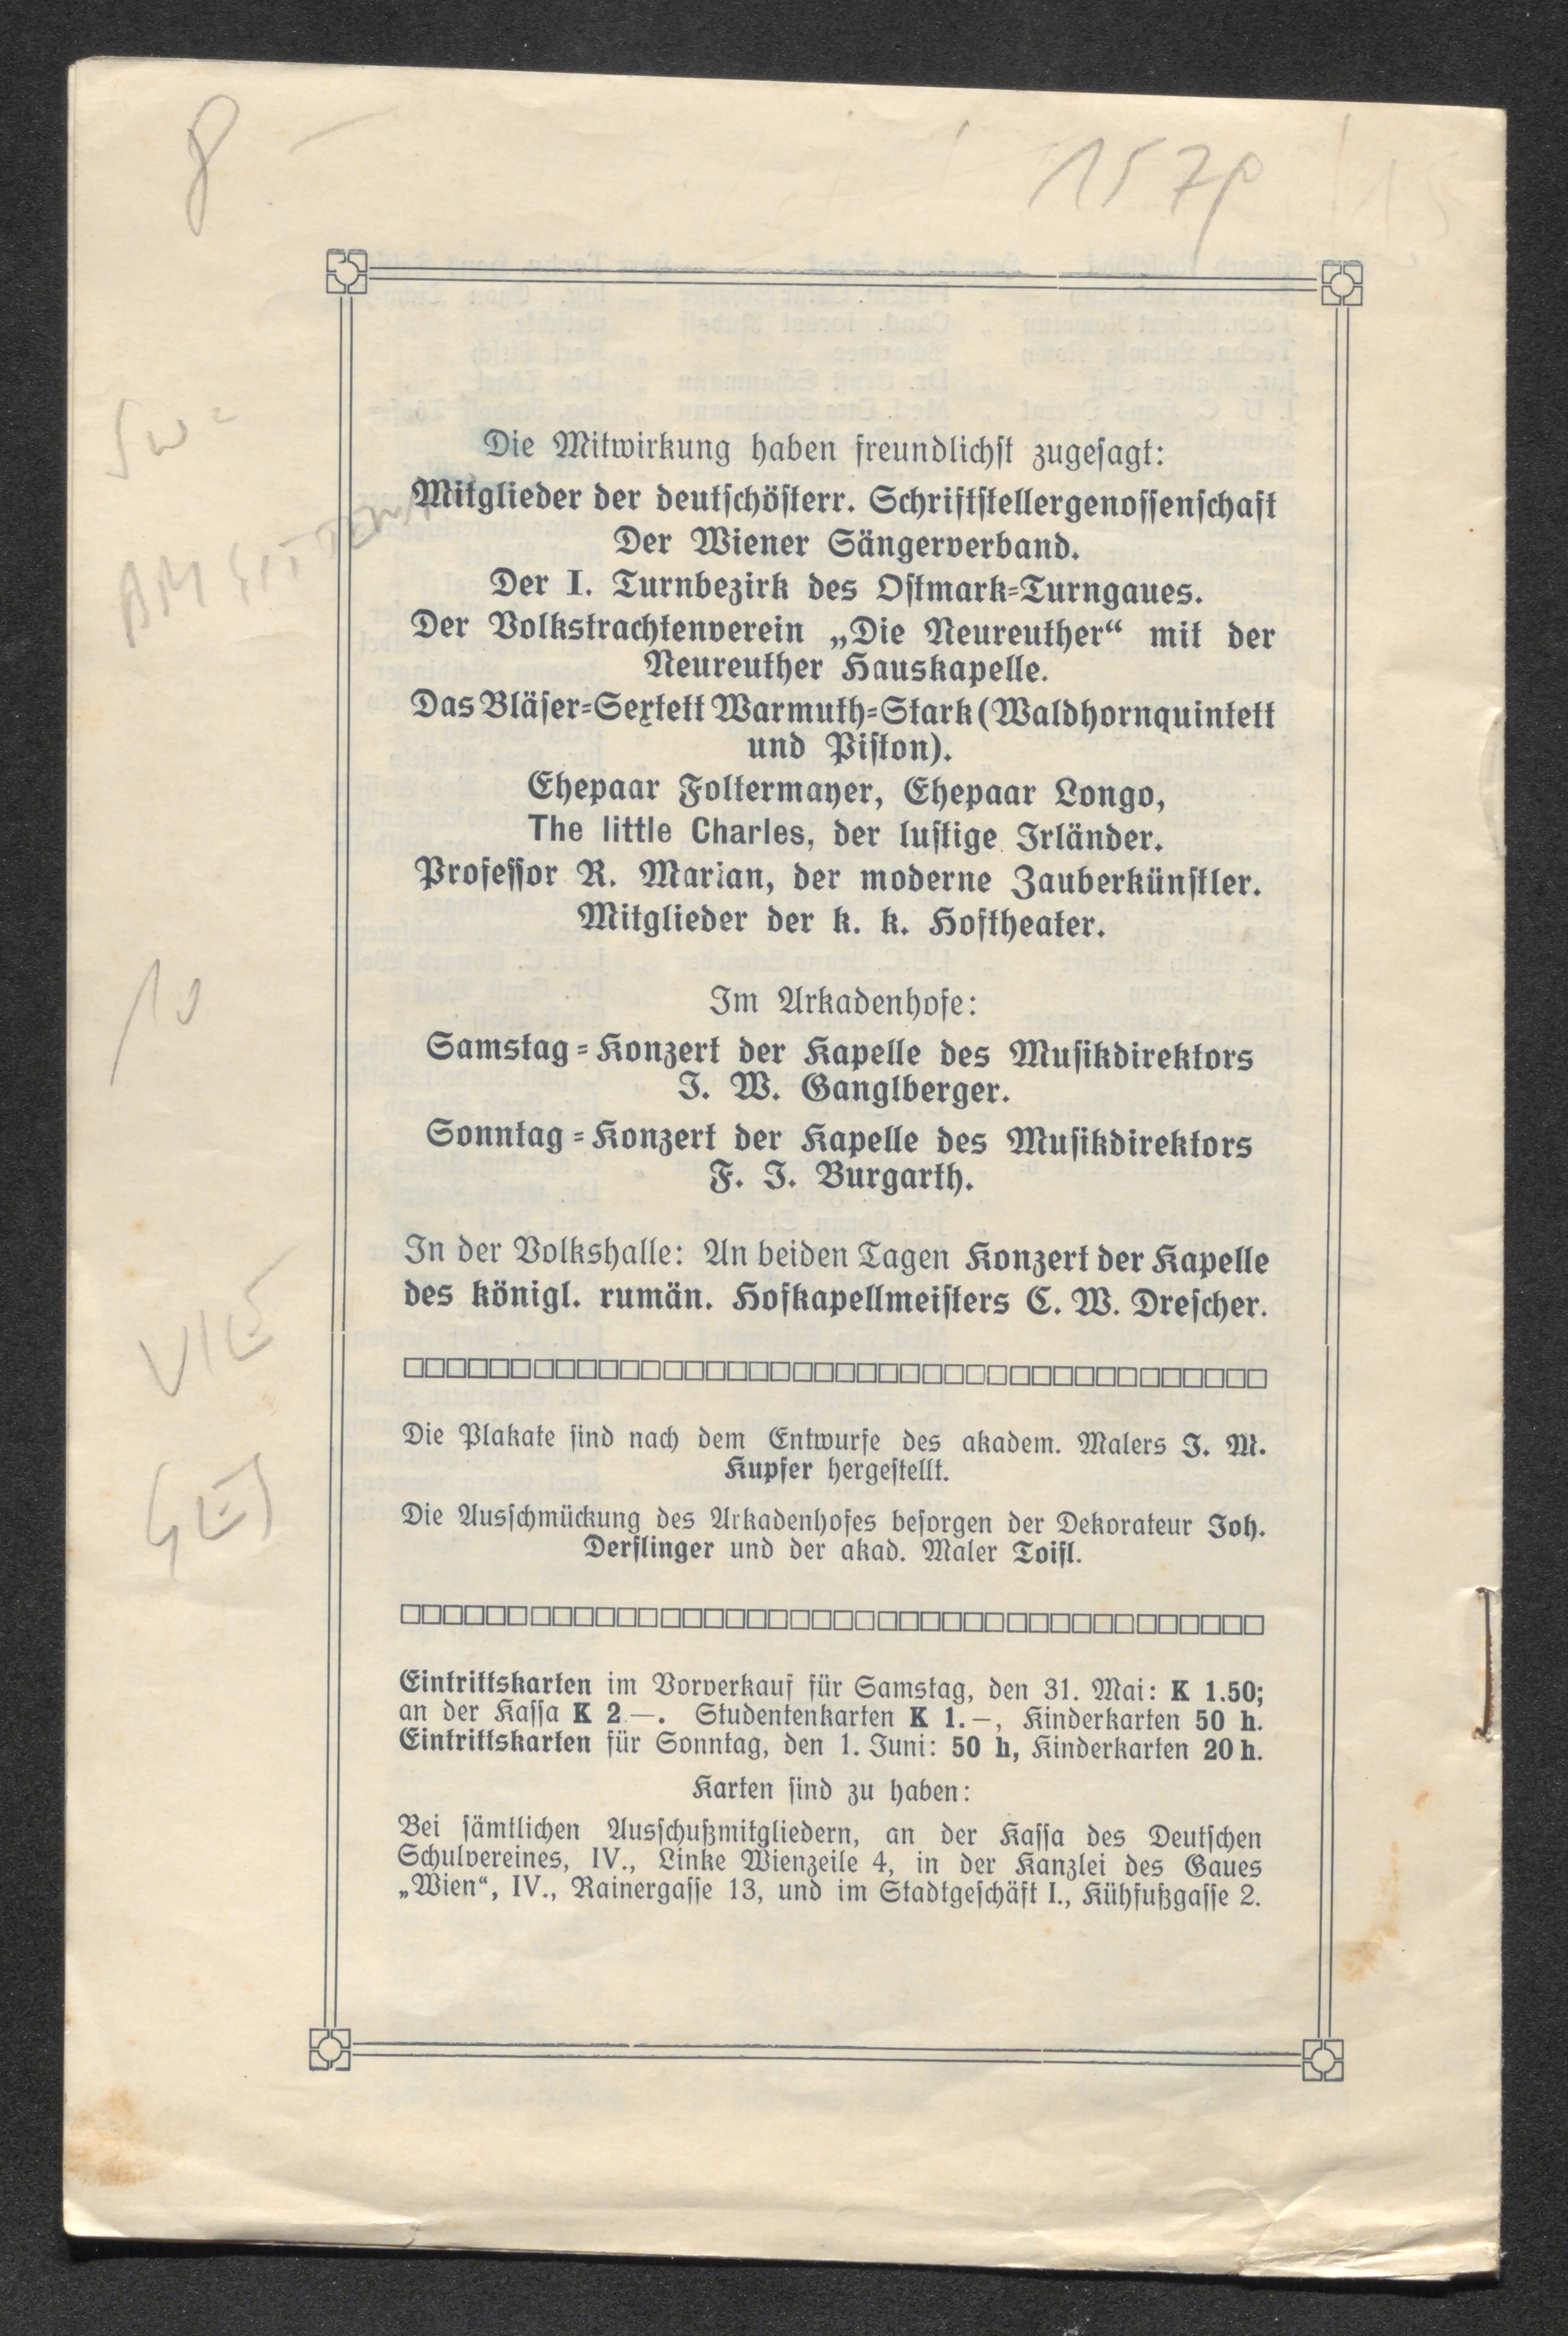 8
157p
Die Mitwirkung haben freundlichst zugesagt:
Mitglieder der deutschösterr. Schriftstellergenossenschaft
Der Wiener Sängerverband.
Der I. Turnbezirk des Ostmark-Turngaues.
Der Volkstrachtenverein „Die Neureuther“ mit der
Neureuther Hauskapelle.
Das Bläser-Sextett Warmuth-Stark (Waldhornquintett
und Piston).
Ehepaar Foltermayer, Ehepaar Longo,
The little Charles, der lustige Irländer.
Professor R. Marian, der moderne Zauberkünstler.
Mitglieder der k. k. Hoftheater.
Im Arkadenhofe:
Samstag-Konzert der Kapelle des Musikdirektors
J. W. Ganglberger.
Sonntag-Konzert der Kapelle des Musikdirektors
F. J. Burgarth.
In der Volkshalle: An beiden Tagen Konzert der Kapelle
des königl. rumän. Hofkapellmeisters C. W. Drescher.
Die Plakate sind nach dem Entwurfe des akadem. Malers J. M.
Kupfer hergestellt.
Die Ausschmückung des Arkadenhofes besorgen der Dekorateur Joh.
Derflinger und der akad. Maler Toifl.
Eintrittskarten im Vorverkauf für Samstag, den 31. Mai: K 1.50;
an der Kassa K 2.—. Studentenkarten K 1.—, Kinderkarten 50 h.
Eintrittskarten für Sonntag, den 1. Juni: 50 h, Kinderkarten 20 h.
Karten sind zu haben:
Bei sämtlichen Ausschußmitgliedern, an der Kassa des Deutschen
Schulvereines, IV., Linke Wienzeile 4, in der Kanzlei des Gaues
„Wien“, IV., Rainergasse 13, und im Stadtgeschäft I., Kühfußgasse 2.